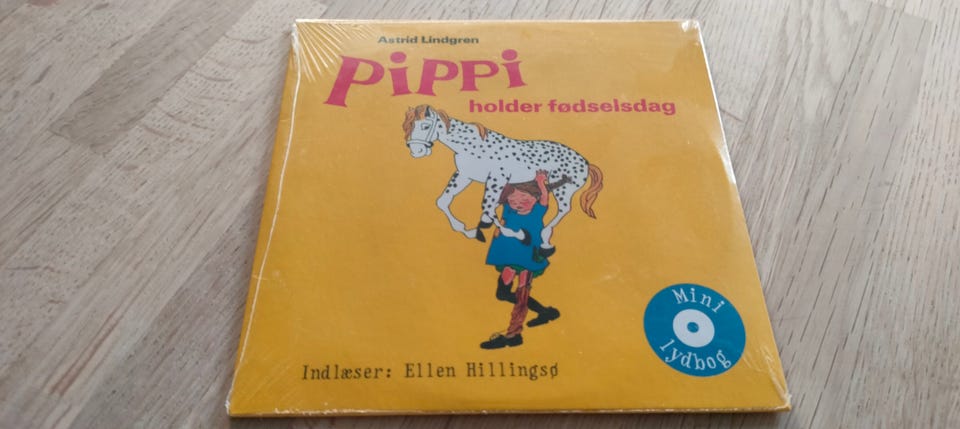 Astrid Lindgren
Pippi
holder fødselsdag
Mini
lydbog
Indlæser: Ellen Hillingsø